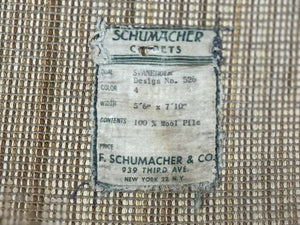 SCHUMACHER
CARPETS
Design No. 526
COLOR 4
WIDTH 5'6" x 7'10"
CONTENTS 100 % Wool Pile
PRICE
F. SCHUMACHER & CO.
939 THIRD AVE.
NEW YORK 22 N.Y.